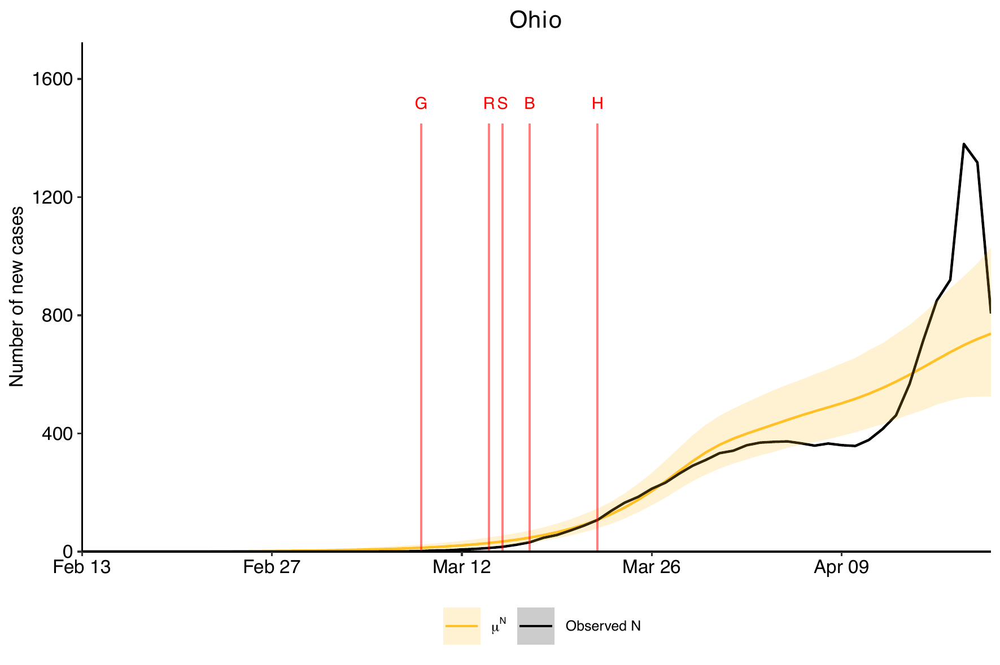 Ohio
Number of new cases
1600
1200
800
400
0
G R S B H
Feb 13 Feb 27 Mar 12 Mar 26 Apr 09
μᴺ Observed N